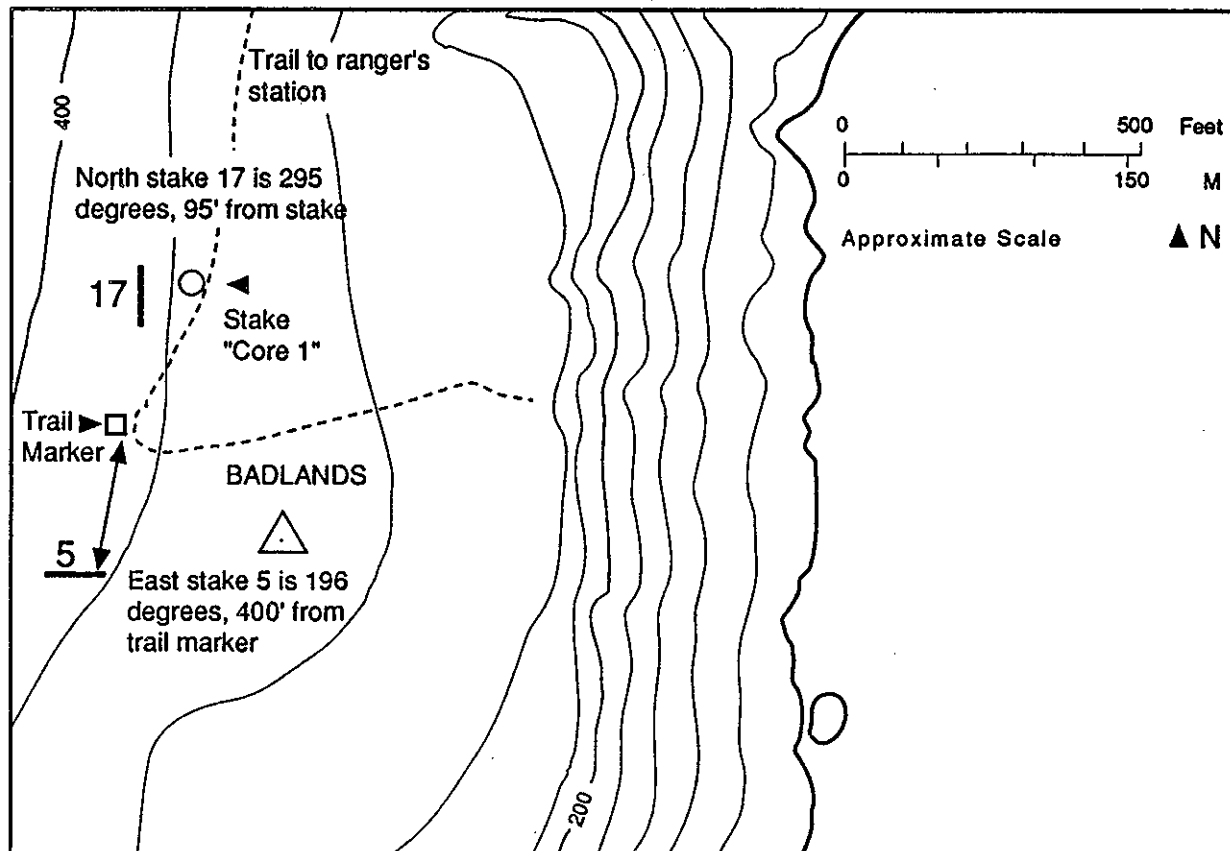 Trail to ranger's
station
400
0 500 Feet
0 150 M
North stake 17 is 295
degrees, 95' from stake
Approximate Scale N
17
Stake
"Core 1"
Trail
Marker
BADLANDS
5
East stake 5 is 196
degrees, 400' from
trail marker
200